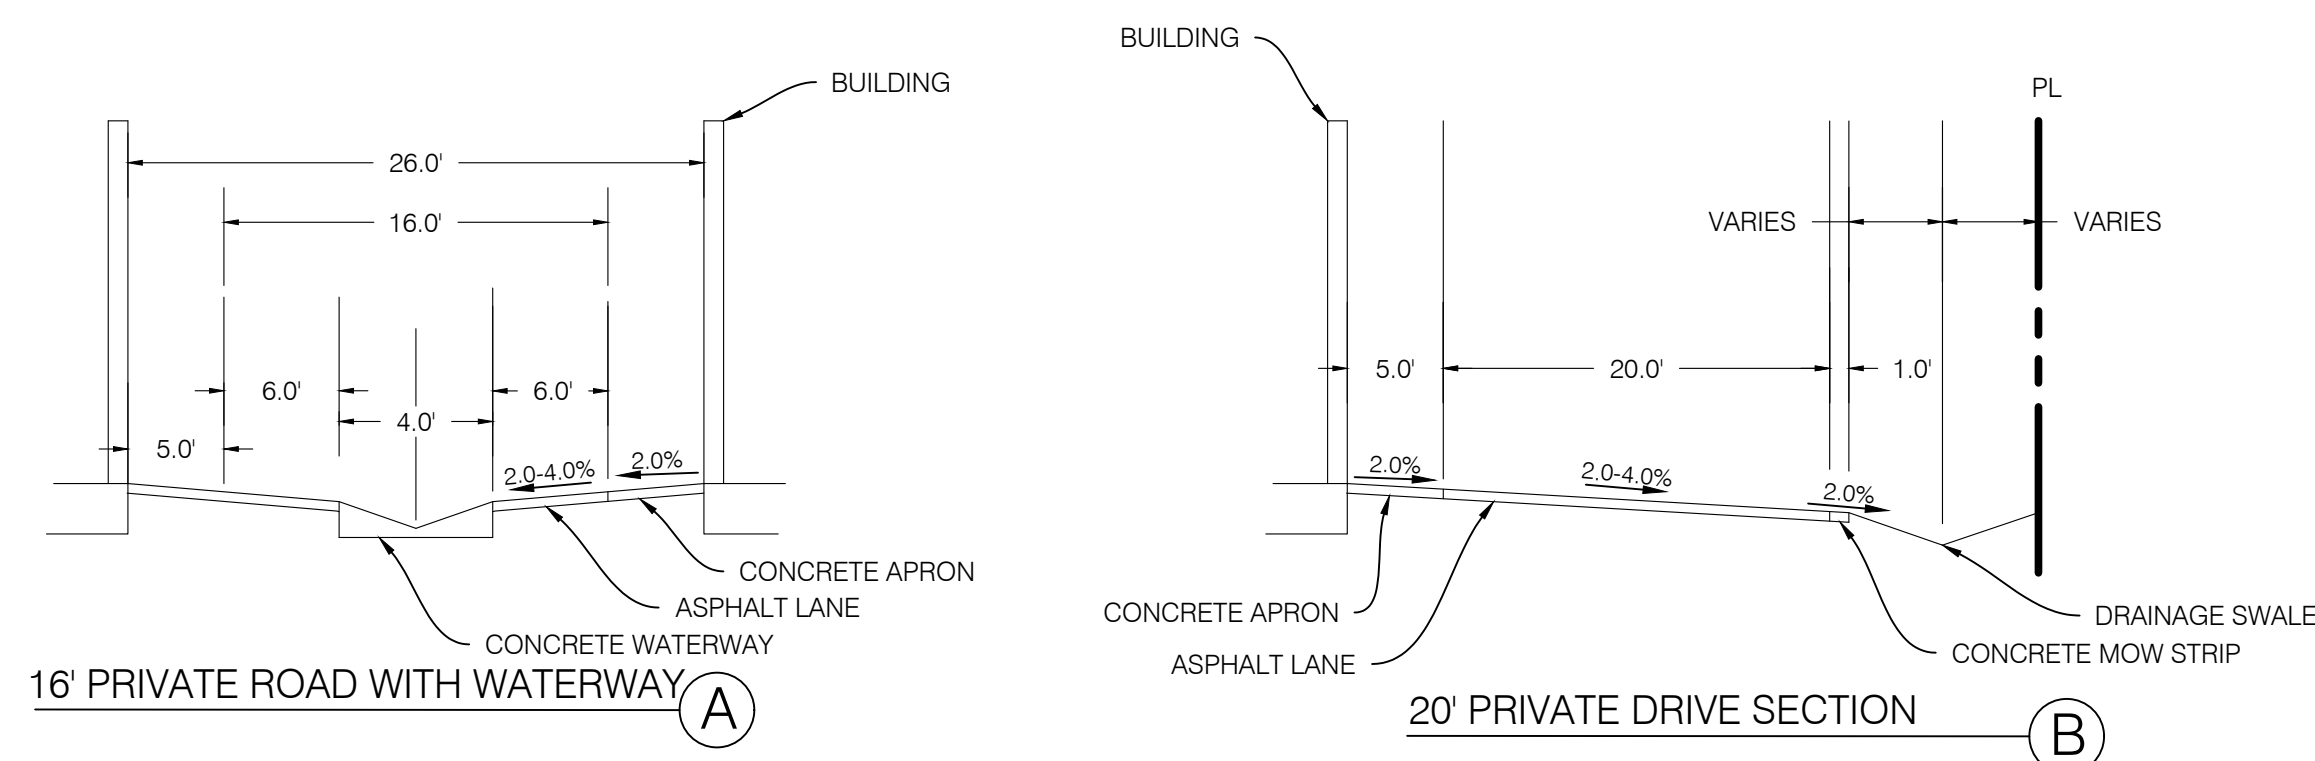 BUILDING
26.0'
16.0'
6.0'
6.0'
4.0'
5.0'
2.0-4.0%
2.0%
CONCRETE APRON
ASPHALT LANE
CONCRETE WATERWAY
16' PRIVATE ROAD WITH WATERWAY
A
BUILDING
PL
VARIES
VARIES
5.0'
20.0'
1.0'
2.0%
2.0-4.0%
2.0%
CONCRETE APRON
DRAINAGE SWALE
CONCRETE MOW STRIP
ASPHALT LANE
20' PRIVATE DRIVE SECTION
B